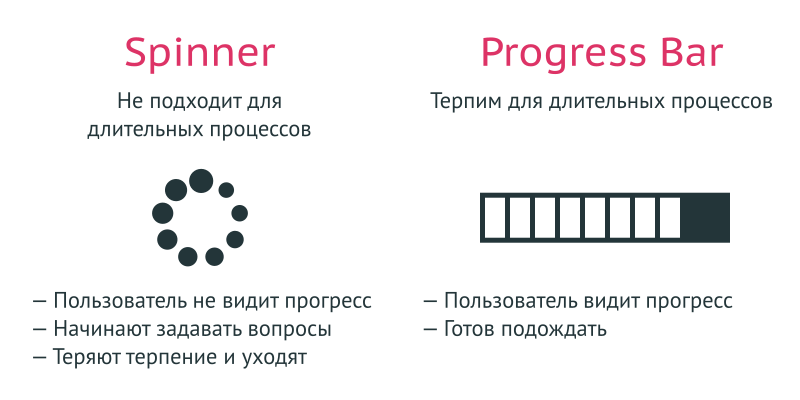 Spinner
Не подходит для
длительных процессов
— Пользователь не видит прогресс
— Начинают задавать вопросы
— Теряют терпение и уходят
Progress Bar
Терпим для длительных процессов
— Пользователь видит прогресс
— Готов подождать